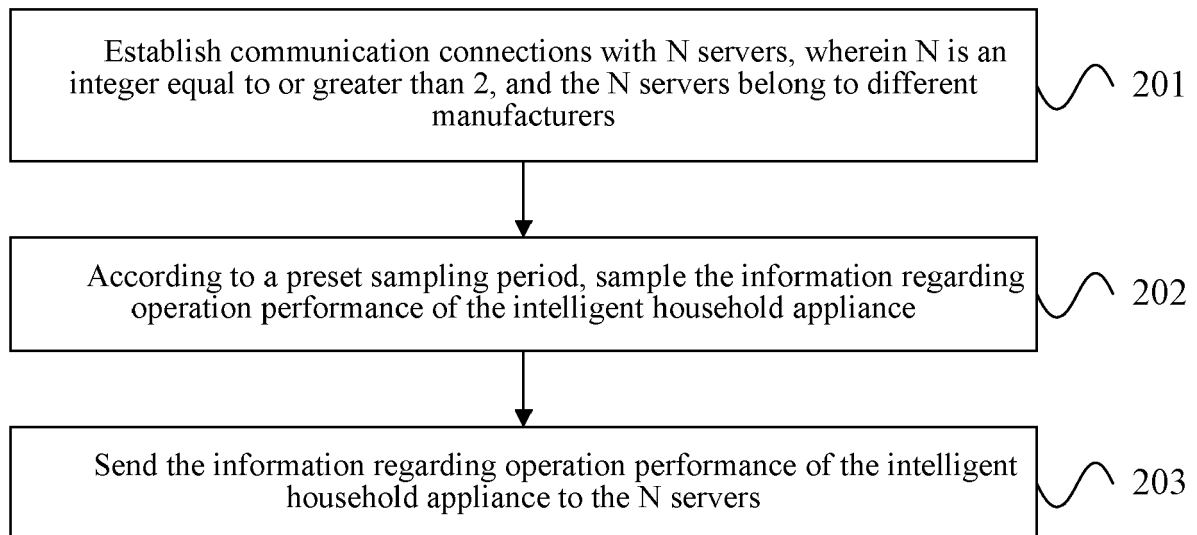 Establish communication connections with N servers, wherein N is an
integer equal to or greater than 2, and the N servers belong to different
manufacturers
201
According to a preset sampling period, sample the information regarding
operation performance of the intelligent household appliance
202
Send the information regarding operation performance of the intelligent
household appliance to the N servers
203